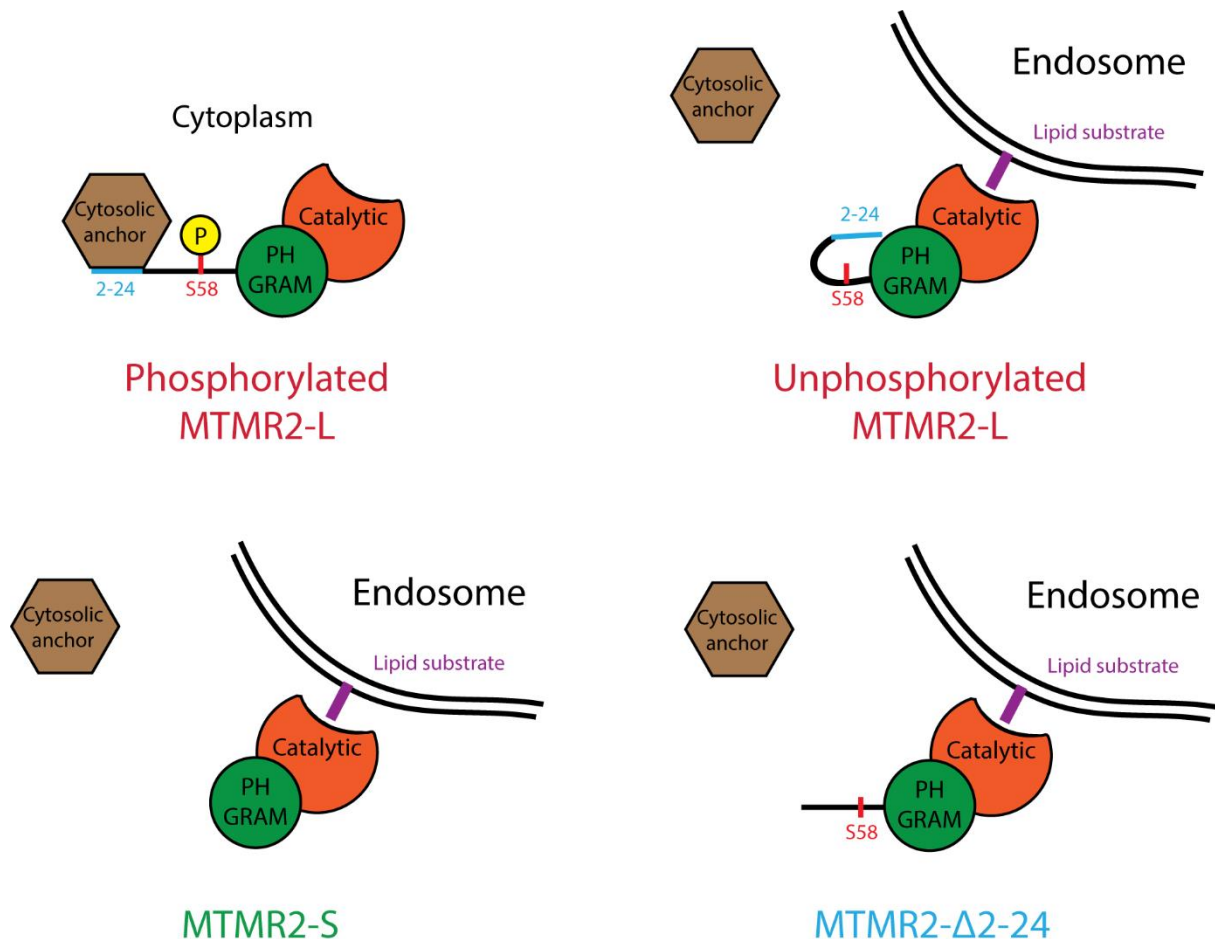 Cytoplasm
Cytosolic
anchor
P
Catalytic
PH
GRAM
2-24
S58
Phosphorylated
MTMR2-L
Endosome
Cytosolic
anchor
Lipid substrate
2-24
Catalytic
PH
GRAM
S58
Unphosphorylated
MTMR2-L
Endosome
Cytosolic
anchor
Lipid substrate
Catalytic
PH
GRAM
MTMR2-S
Endosome
Cytosolic
anchor
Lipid substrate
Catalytic
PH
GRAM
S58
MTMR2-Δ2-24